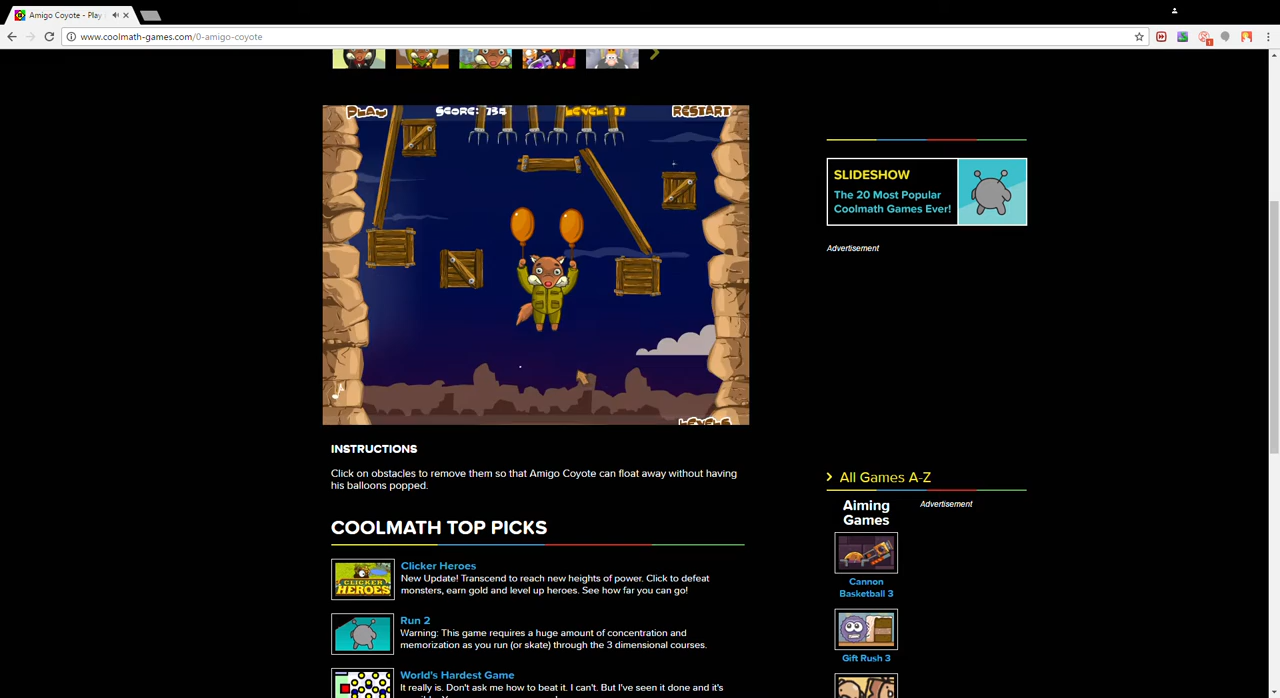 Amigo Coyote - Play
www.coolmath-games.com/0-amigo-coyote
PLAY
SCORE: 754
RESTART
SLIDESHOW
The 20 Most Popular
Coolmath Games Ever!
Advertisement
LEVELS
INSTRUCTIONS
Click on obstacles to remove them so that Amigo Coyote can float away without having
his balloons popped.
All Games A-Z
Aiming
Games
Advertisement
COOLMATH TOP PICKS
CLICKER
HEROES
Clicker Heroes
New Update! Transcend to reach new heights of power. Click to defeat
monsters, earn gold and level up heroes. See how far you can go!
Cannon
Basketball 3
Run 2
Warning: This game requires a huge amount of concentration and
memorization as you run (or skate) through the 3 dimensional courses.
Gift Rush 3
World's Hardest Game
It really is. Don't ask me how to beat it. I can't. But I've seen it done and it's